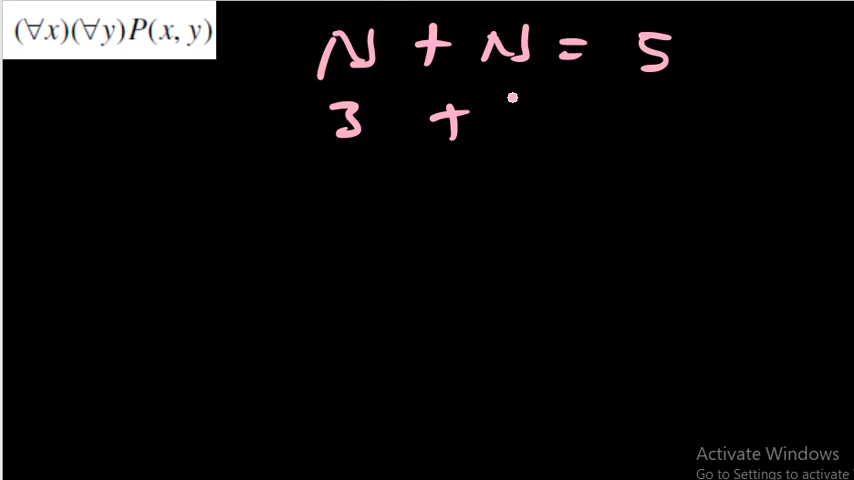 (∀x)(∀y)P(x, y)
N + N = 5
3 +
Activate Windows
Go to Settings to activate